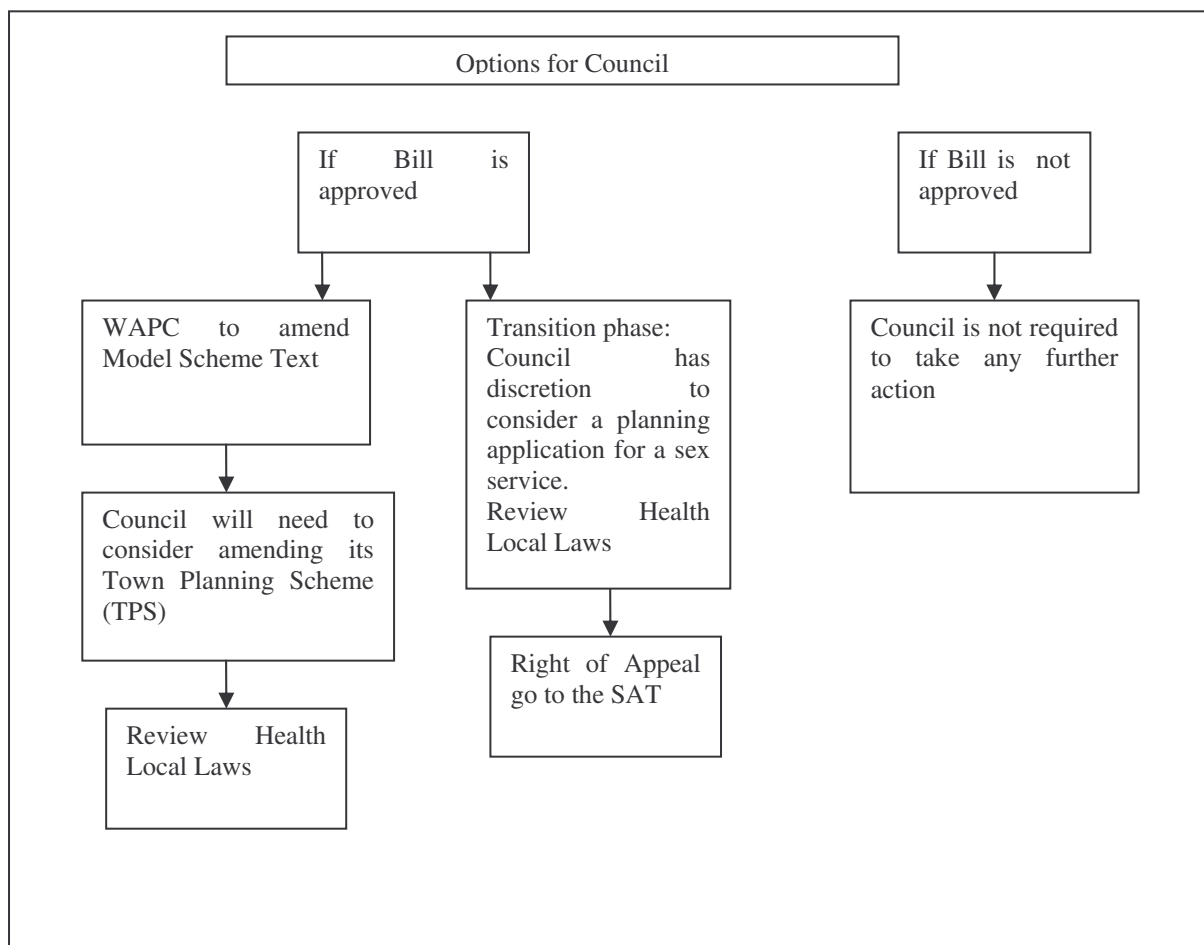 Options for Council
If Bill is
approved
If Bill is not
approved
WAPC to amend
Model Scheme Text
Transition phase:
Council has
discretion to
consider a planning
application for a sex
service.
Review Health
Local Laws
Council is not required
to take any further
action
Council will need to
consider amending its
Town Planning Scheme
(TPS)
Right of Appeal
go to the SAT
Review Health
Local Laws